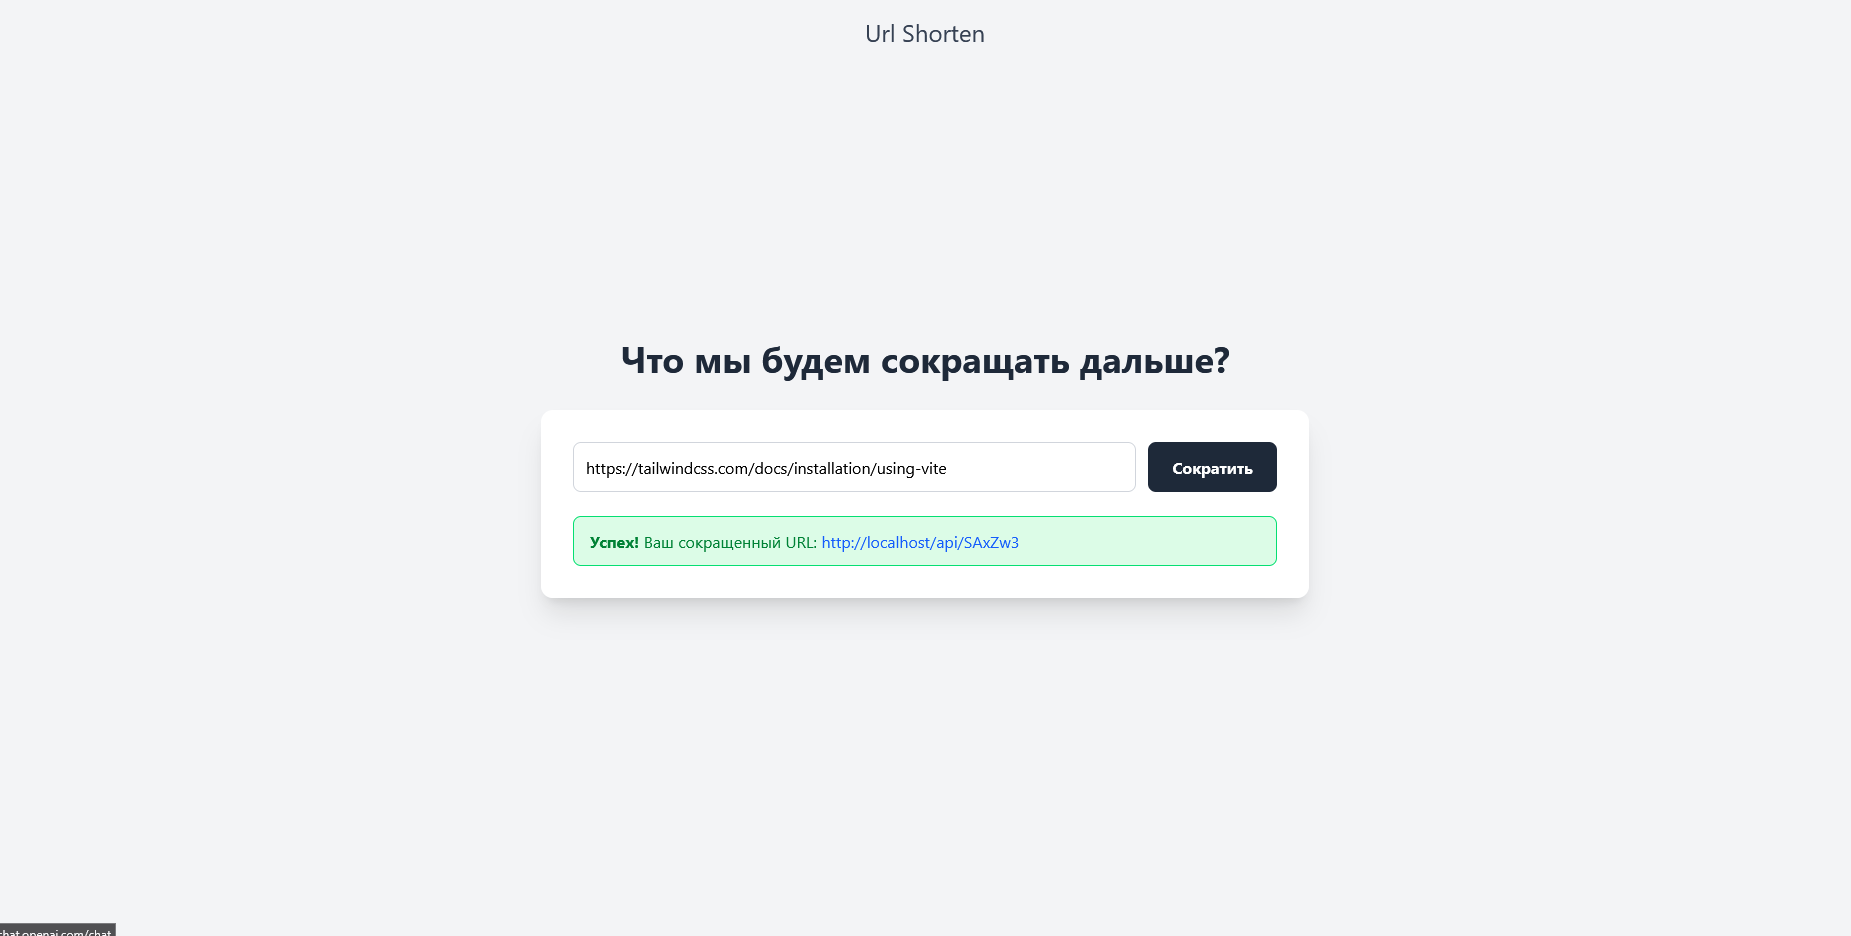 Url Shorten
Что мы будем сокращать дальше?
https://tailwindcss.com/docs/installation/using-vite
Сократить
Успех! Ваш сокращенный URL: http://localhost/api/SAxZw3
chat.openai.com/chat